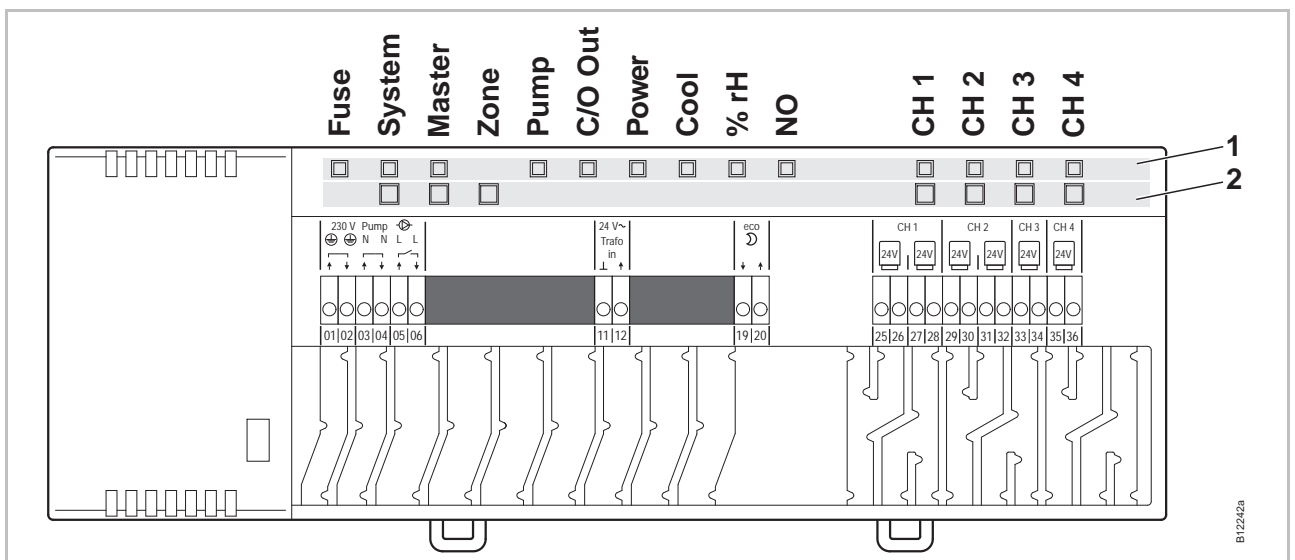 Fuse System Master Zone Pump C/O Out Power Cool % rH NO CH 1 CH 2 CH 3 CH 4
1
2
230 V Pump 24 V~ eco CH 1 CH 2 CH 3 CH 4
N N L L Trafo 24V 24V 24V 24V 24V 24V
in
01 02 03 04 05 06 11 12 19 20 25 26 27 28 29 30 31 32 33 34 35 36
B12242a